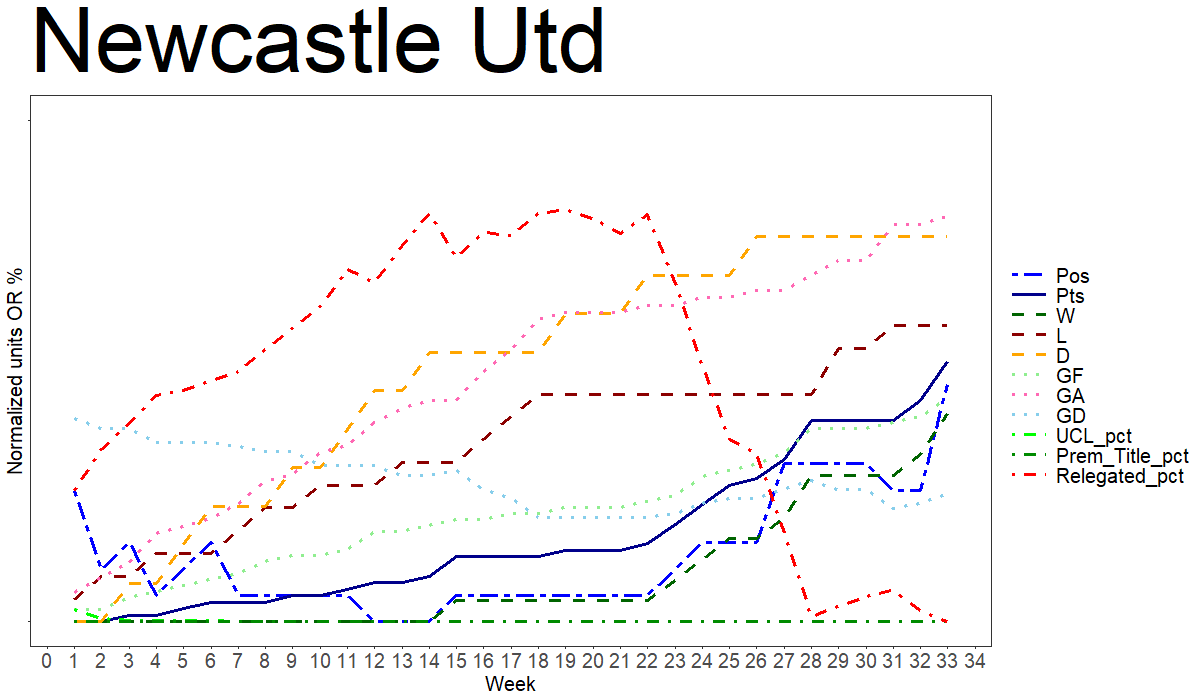 Newcastle Utd
Normalized units OR %
Pos
Pts
W
L
D
GF
GA
GD
UCL_pct
Prem_Title_pct
Relegated_pct
0 1 2 3 4 5 6 7 8 9 10 11 12 13 14 15 16 17 18 19 20 21 22 23 24 25 26 27 28 29 30 31 32 33 34
Week